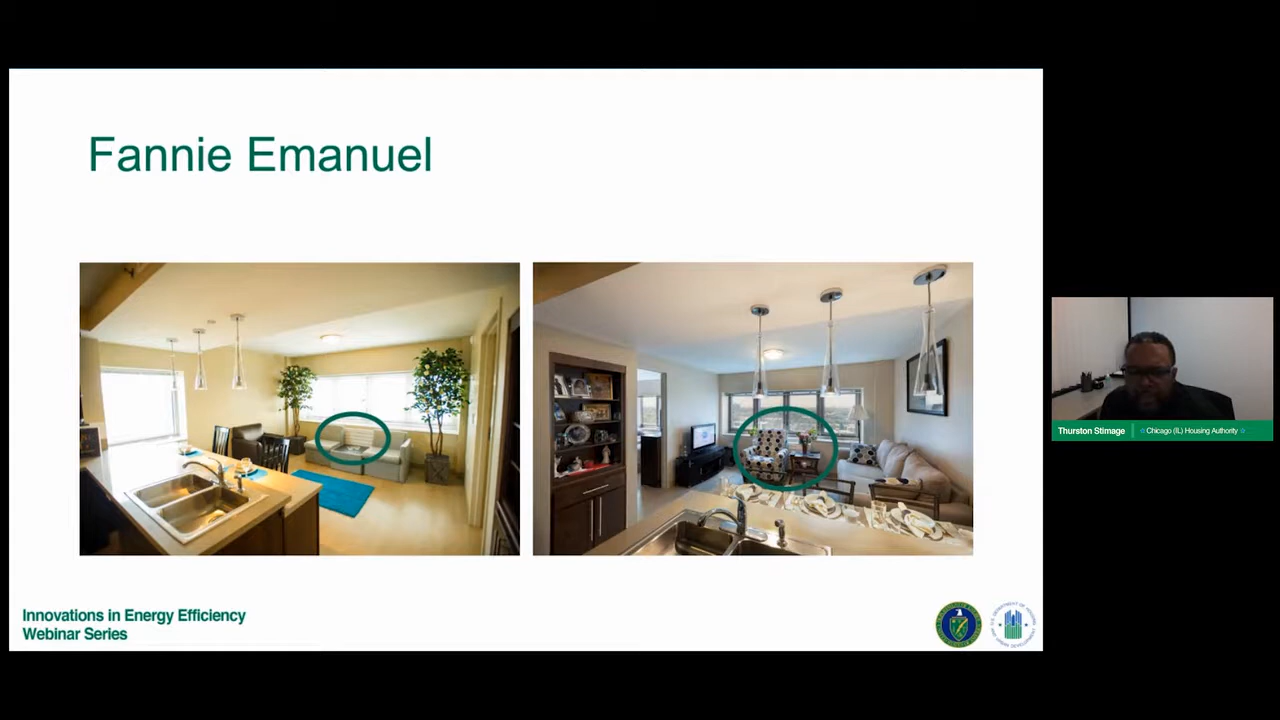 Fannie Emanuel
Innovations in Energy Efficiency
Webinar Series
Thurston Stimage
Chicago (IL) Housing Authority